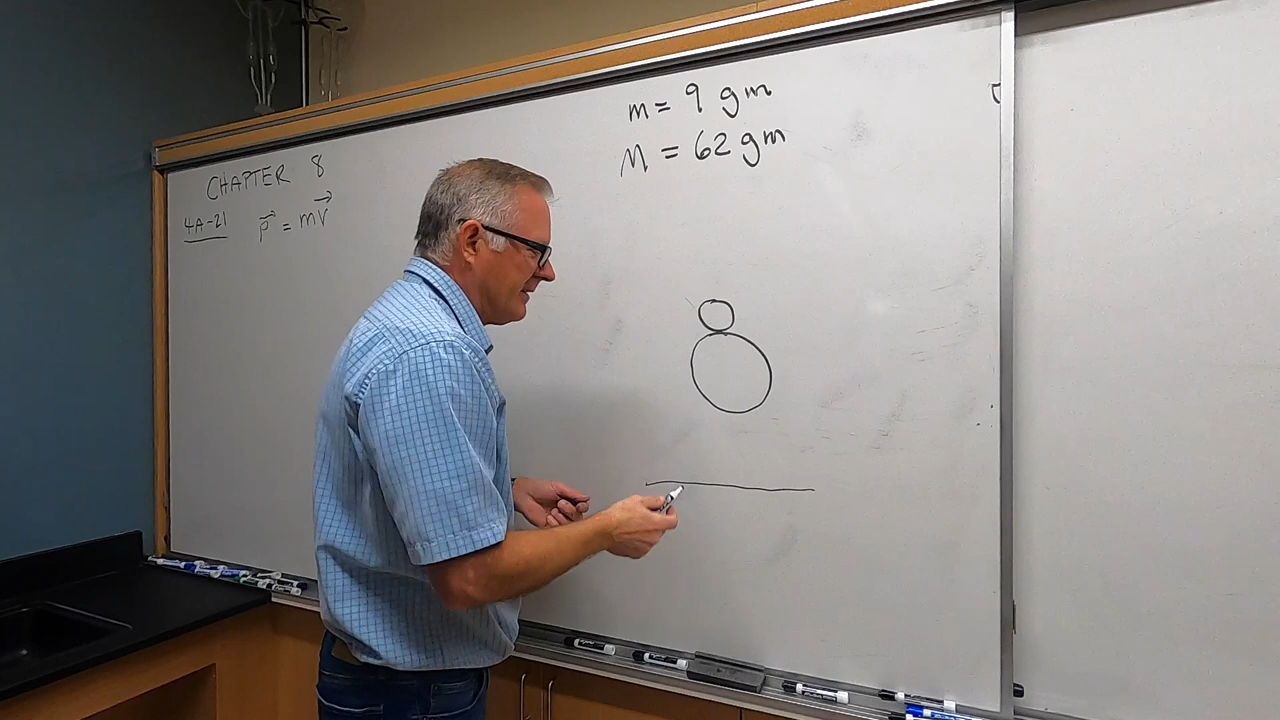 CHAPTER 8
4A-21 p⃗ = mv⃗
m = 9 gm
M = 62 gm